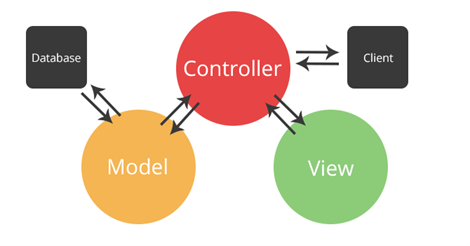 Database
Controller
Client
Model
View